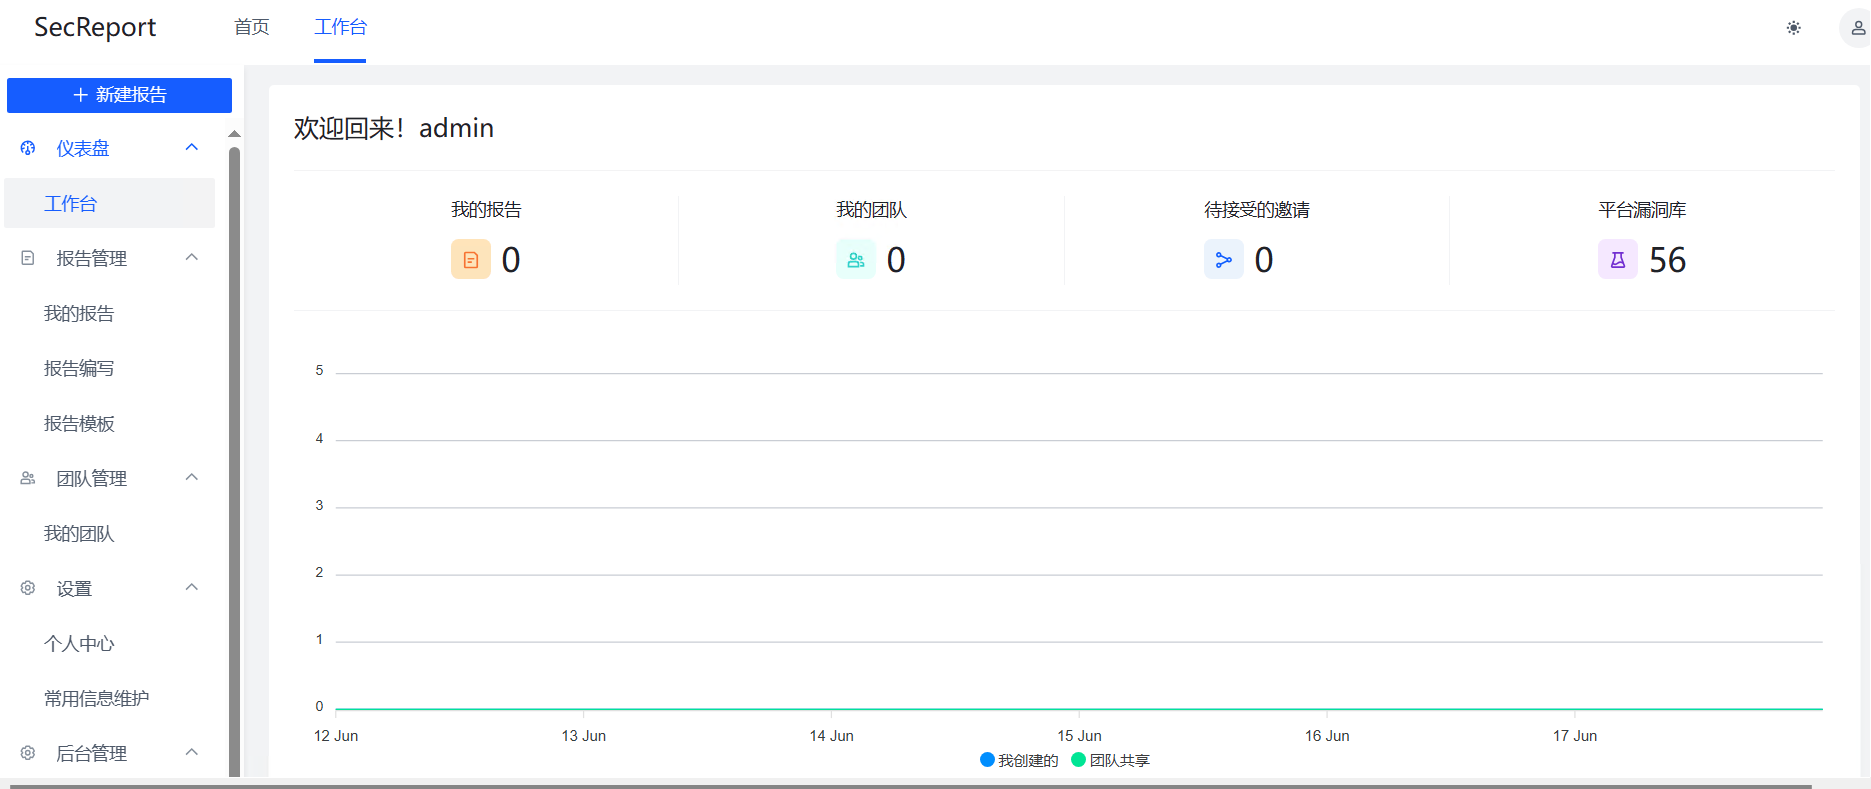 SecReport
首页
工作台
新建报告
仪表盘
工作台
报告管理
我的报告
报告编写
报告模板
团队管理
我的团队
设置
个人中心
常用信息维护
后台管理
欢迎回来！admin
我的报告
0
我的团队
0
待接受的邀请
0
平台漏洞库
56
5
4
3
2
1
0
12 Jun
13 Jun
14 Jun
15 Jun
16 Jun
17 Jun
我创建的
团队共享